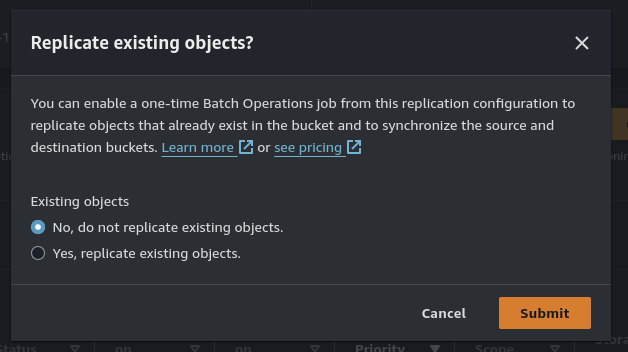 Replicate existing objects?
You can enable a one-time Batch Operations job from this replication configuration to
replicate objects that already exist in the bucket and to synchronize the source and
destination buckets. Learn more or see pricing
Existing objects
No, do not replicate existing objects.
Yes, replicate existing objects.
Cancel Submit
Priority Scope